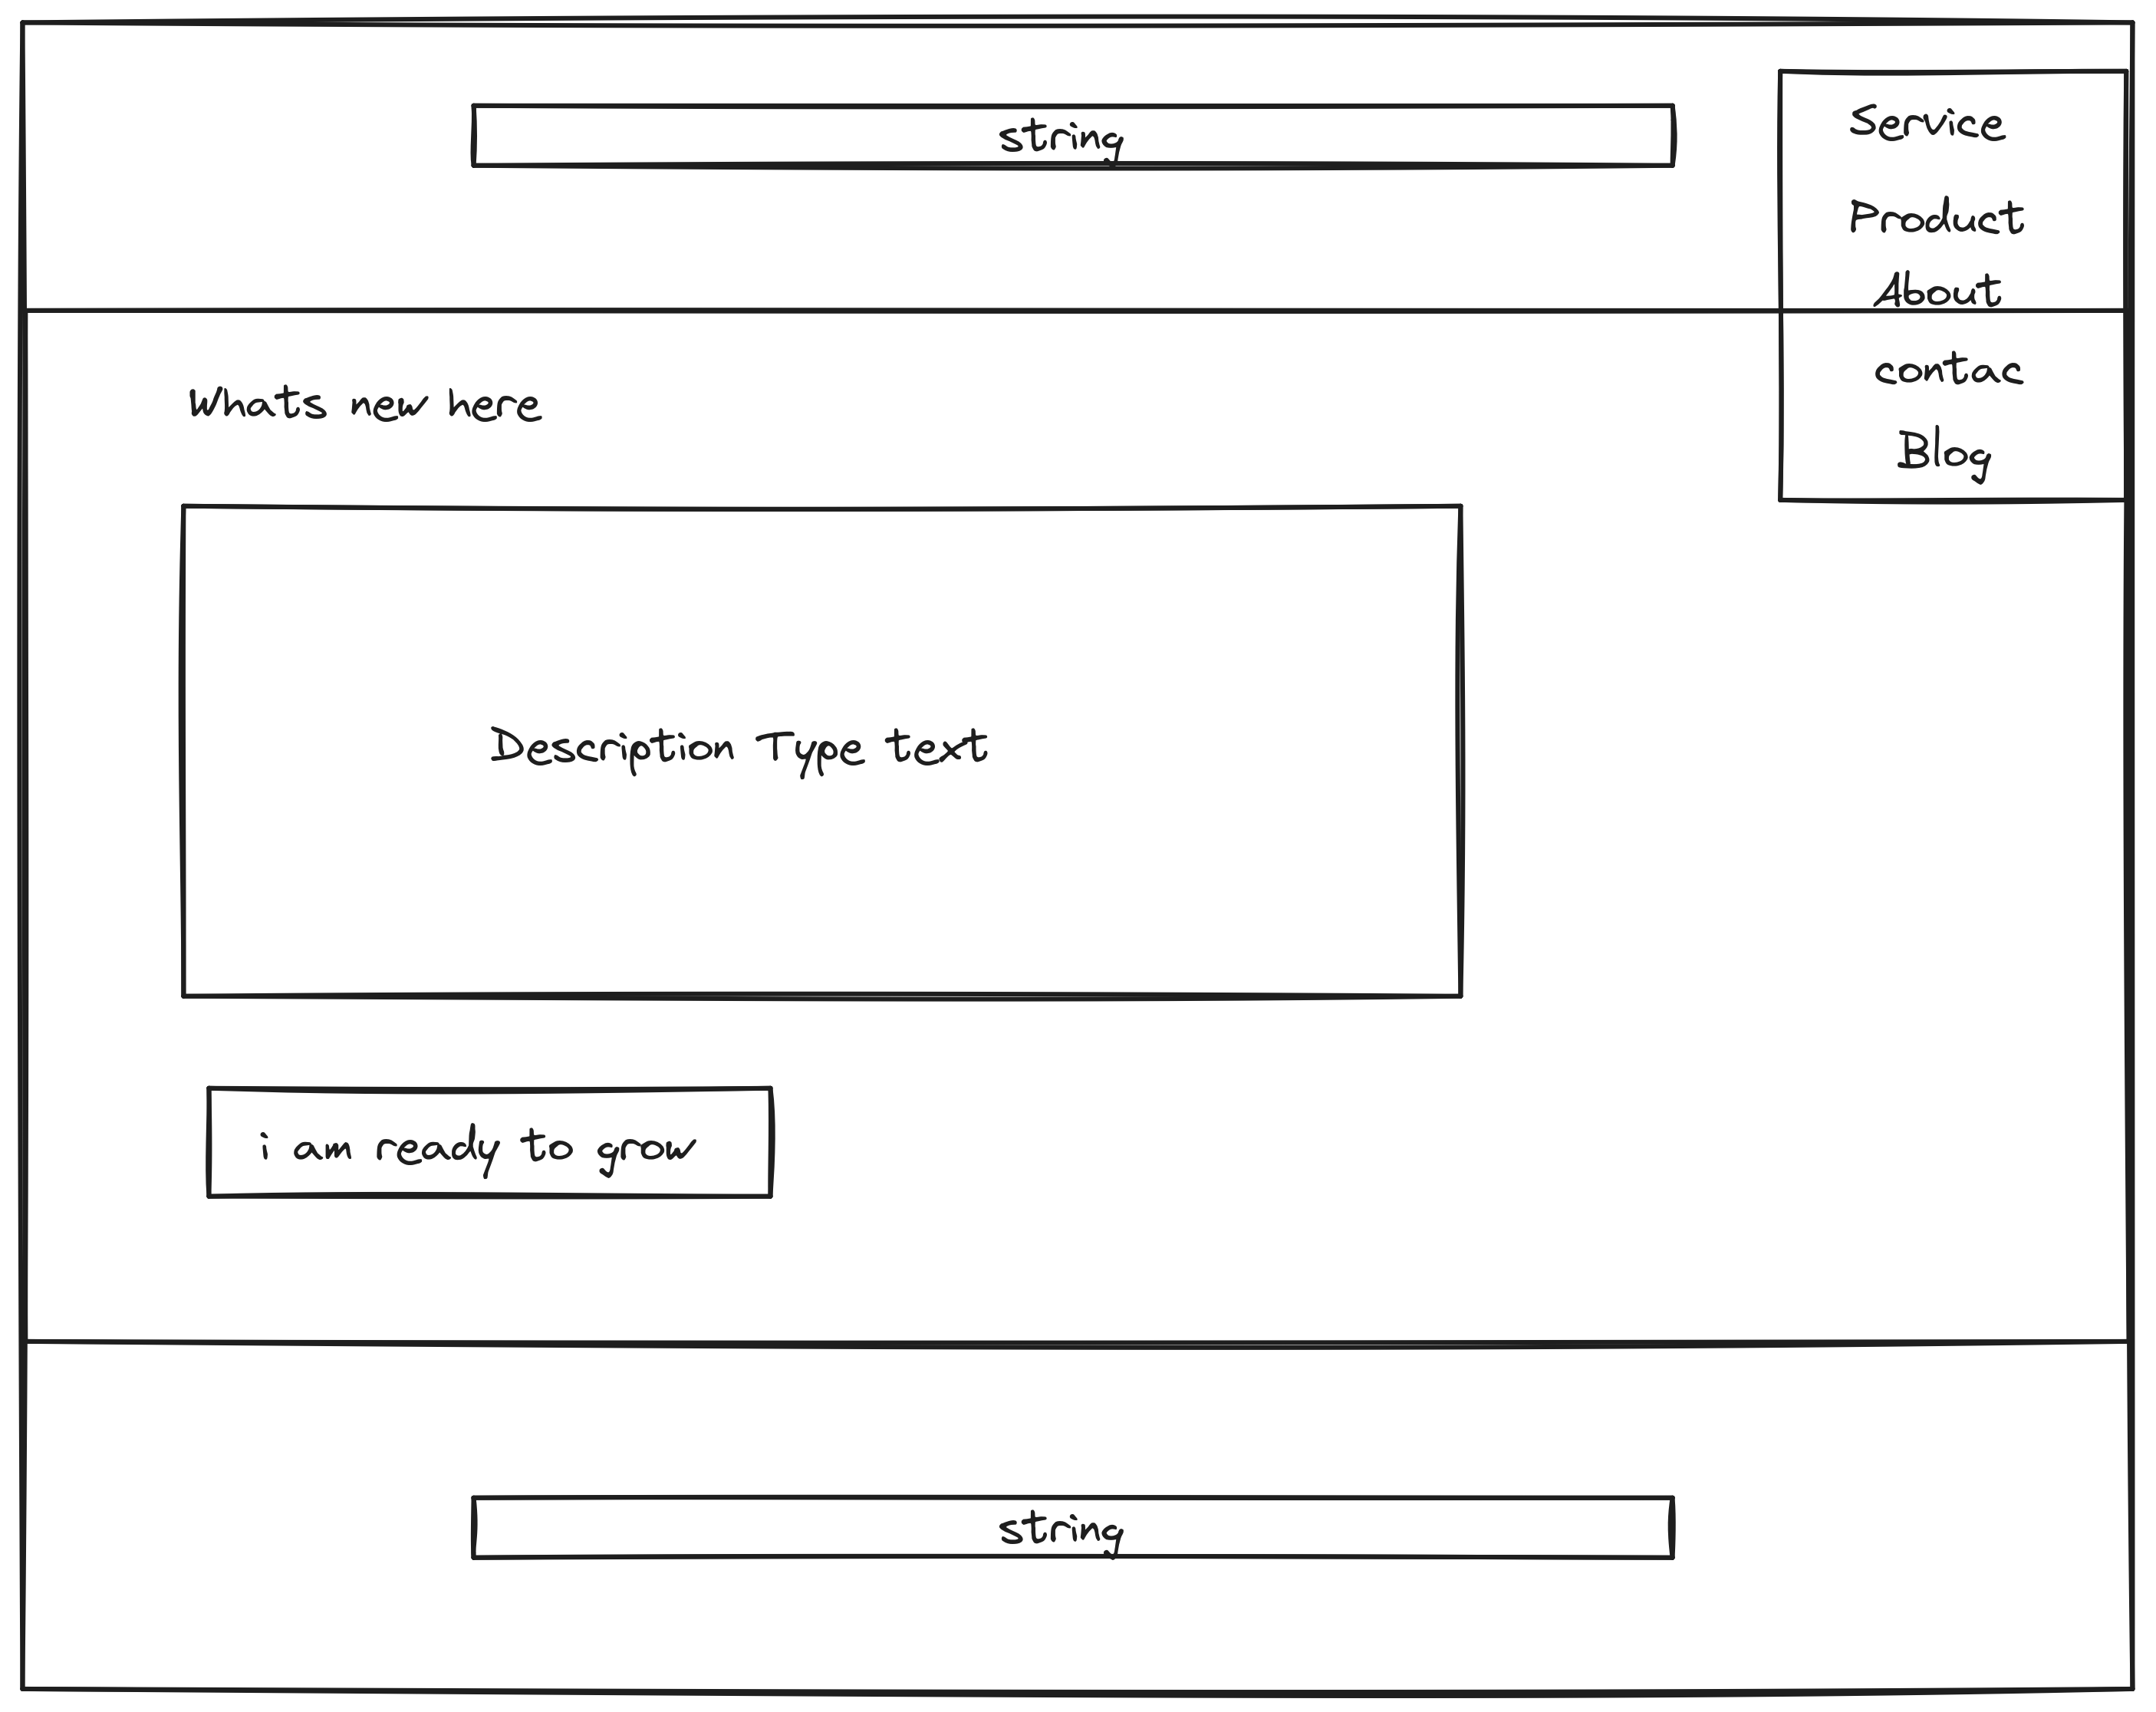 string
Service
Product
About
contac
Blog
Whats new here
Description Type text
i am ready to grow
string